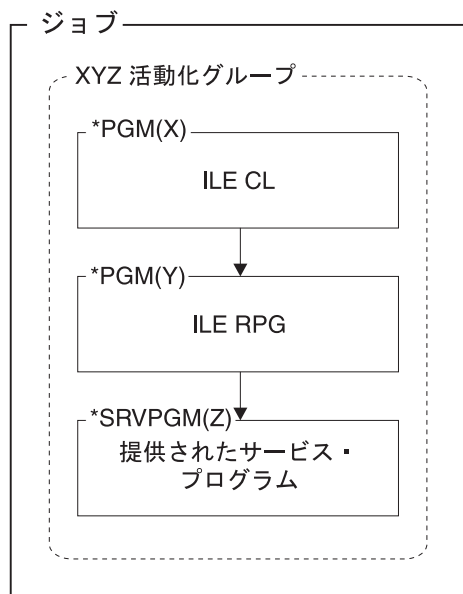 ジョブ
XYZ 活動化グループ
*PGM(X)
ILE CL
*PGM(Y)
ILE RPG
*SRVPGM(Z)
提供されたサービス・
プログラム